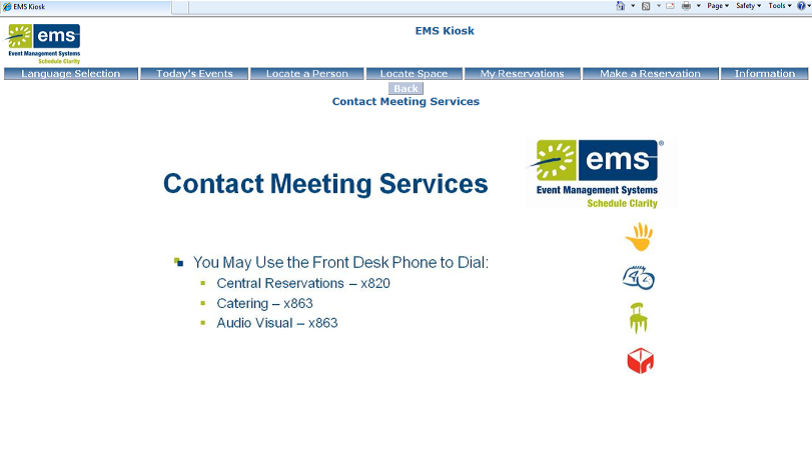 EMS Kiosk
Page Safety Tools
ems
Event Management Systems
Schedule Clarity
EMS Kiosk
Language Selection Today's Events Locate a Person Locate Space My Reservations Make a Reservation Information
Back
Contact Meeting Services
Contact Meeting Services
ems®
Event Management Systems
Schedule Clarity
You May Use the Front Desk Phone to Dial:
Central Reservations – x820
Catering – x863
Audio Visual – x863